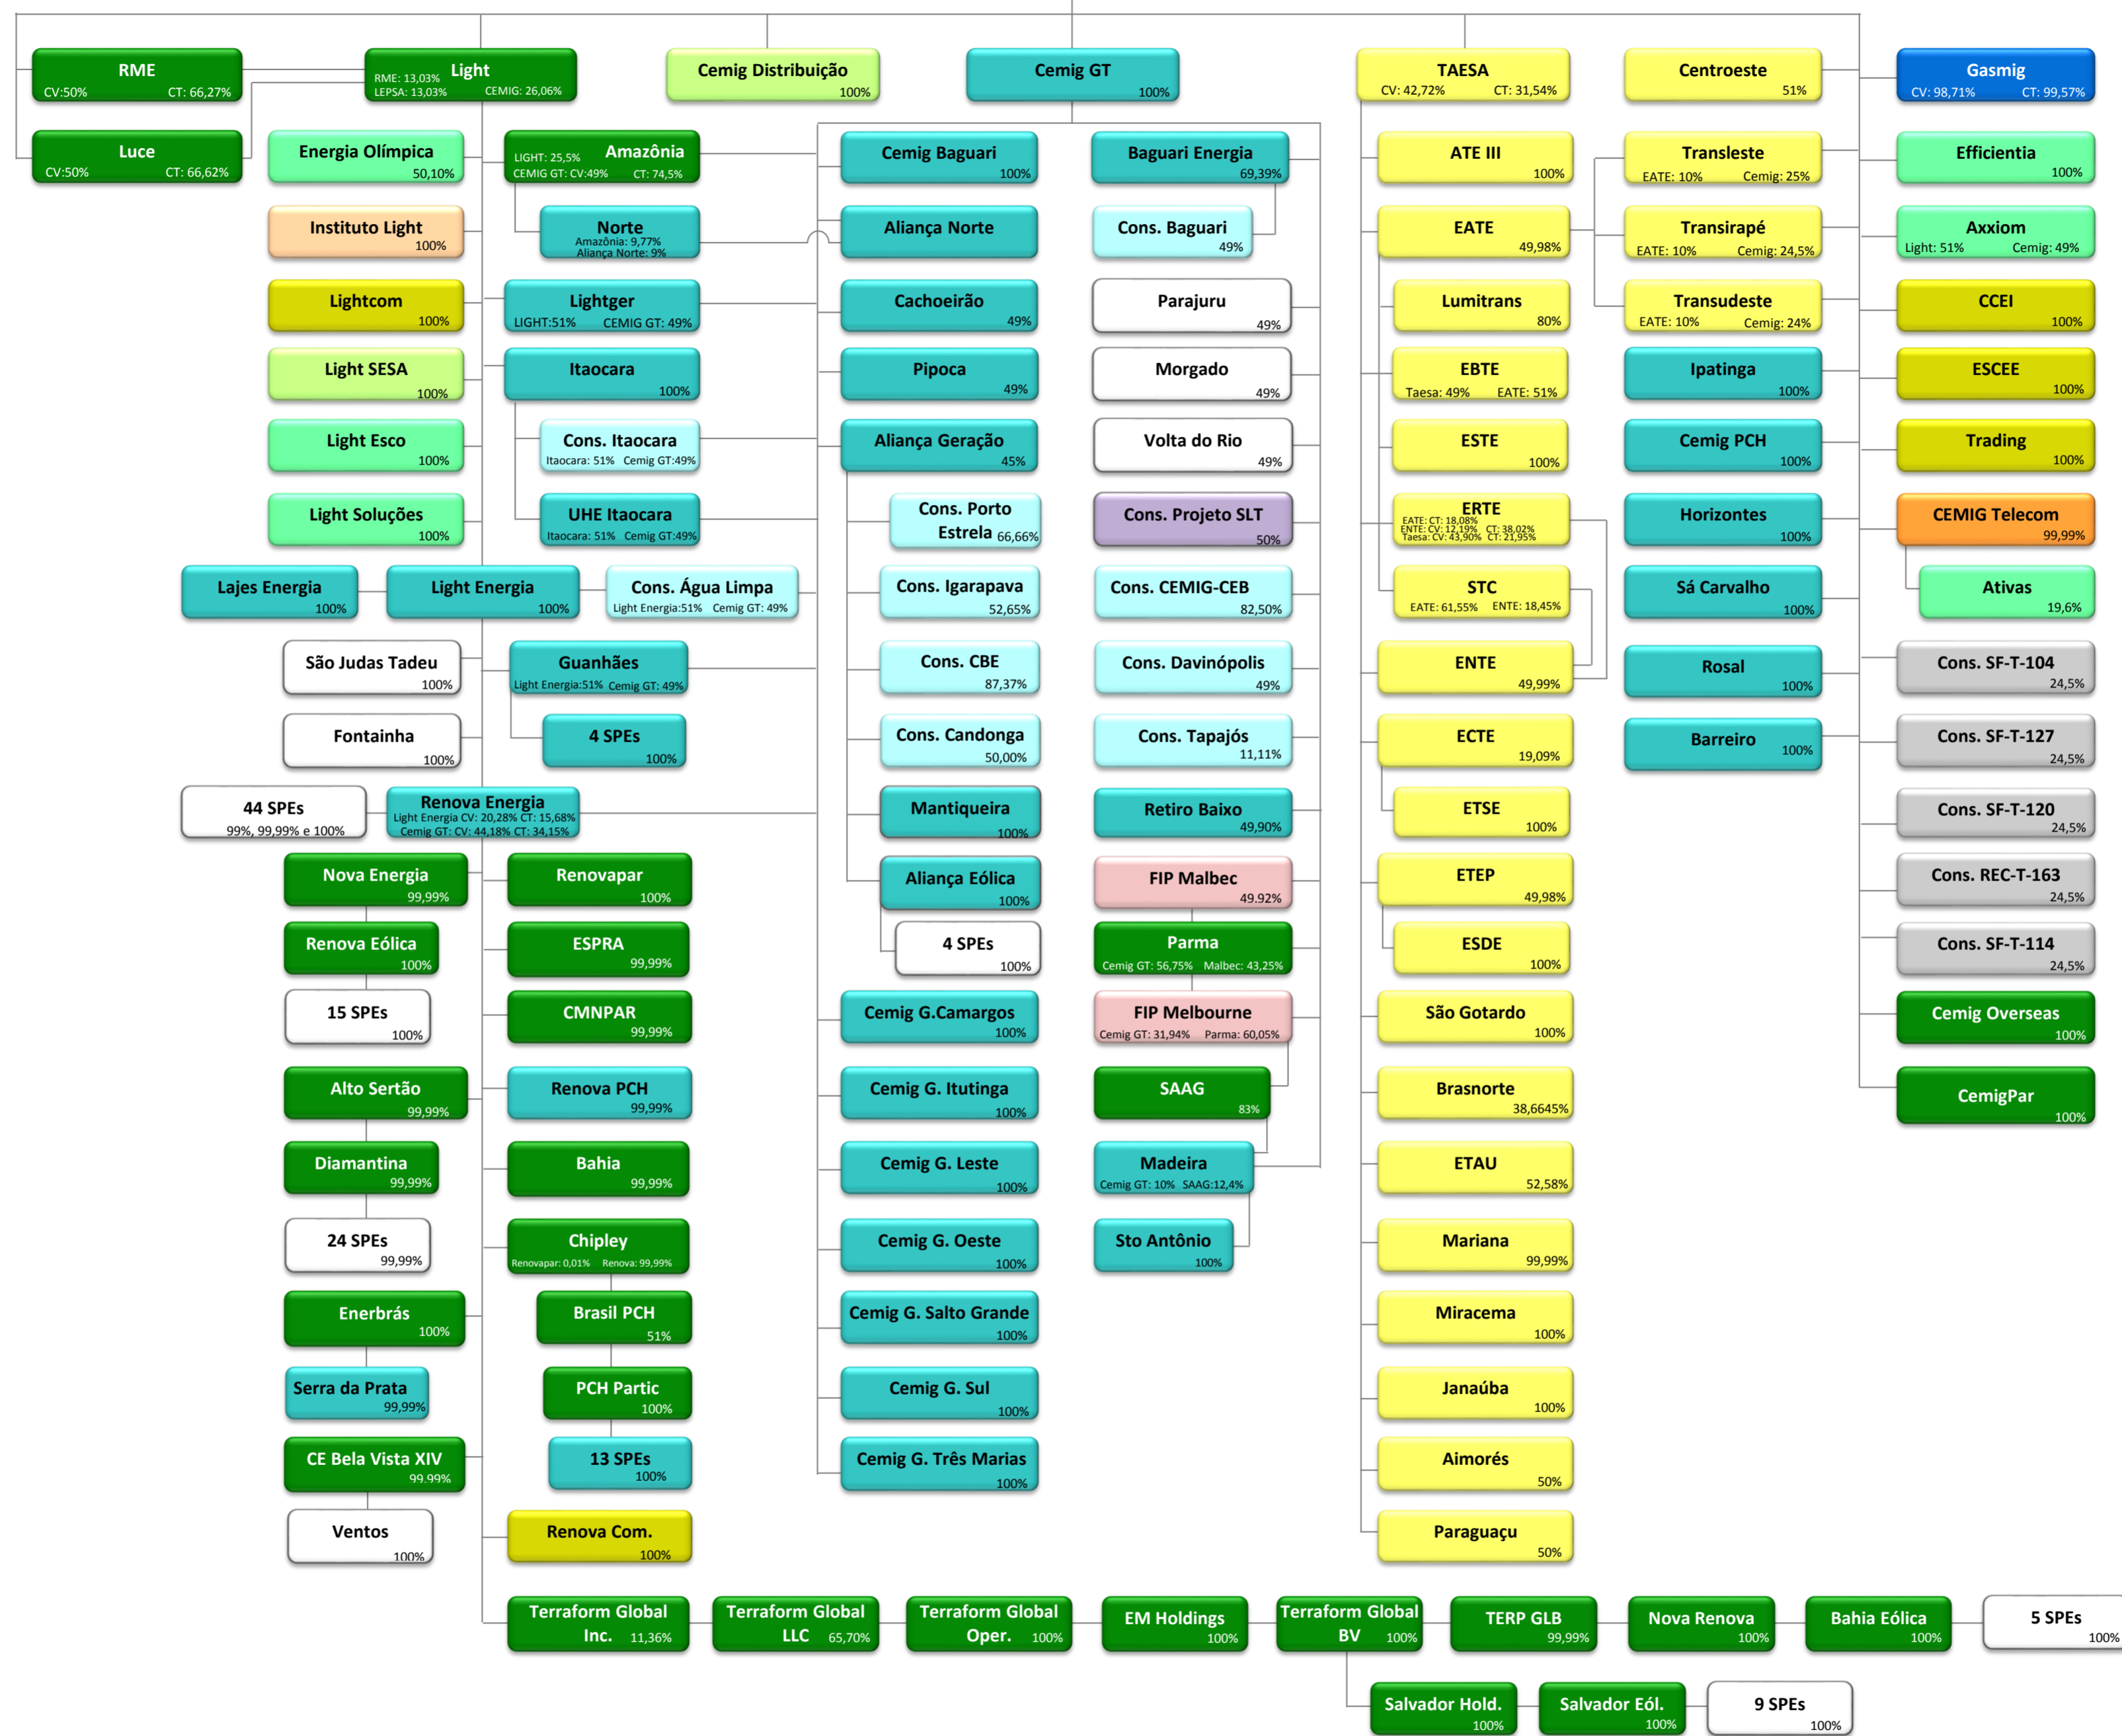 RME
CV:50% CT: 66,27%
Light
RME: 13,03%
LEPSA: 13,03% CEMIG: 26,06%
Cemig Distribuição
100%
Cemig GT
100%
TAESA
CV: 42,72% CT: 31,54%
Centroeste
51%
Gasmig
CV: 98,71% CT: 99,57%
Luce
CV:50% CT: 66,62%
Energia Olímpica
50,10%
LIGHT: 25,5% Amazônia
CEMIG GT: CV:49% CT: 74,5%
Cemig Baguari
100%
Baguari Energia
69,39%
ATE III
100%
Transleste
EATE: 10% Cemig: 25%
Efficientia
100%
Instituto Light
100%
Norte
Amazônia: 9,77%
Aliança Norte: 9%
Aliança Norte
Cons. Baguari
49%
EATE
49,98%
Transirapé
EATE: 10% Cemig: 24,5%
Axxiom
Light: 51% Cemig: 49%
Lightcom
100%
Lightger
LIGHT:51% CEMIG GT: 49%
Cachoeirão
49%
Parajuru
49%
Lumitrans
80%
Transudeste
EATE: 10% Cemig: 24%
CCEI
100%
Light SESA
100%
Itaocara
100%
Pipoca
49%
Morgado
49%
EBTE
Taesa: 49% EATE: 51%
Ipatinga
100%
ESCEE
100%
Light Esco
100%
Cons. Itaocara
Itaocara: 51% Cemig GT:49%
Aliança Geração
45%
Volta do Rio
49%
ESTE
100%
Cemig PCH
100%
Trading
100%
Light Soluções
100%
UHE Itaocara
Itaocara: 51% Cemig GT:49%
Cons. Porto
Estrela 66,66%
Cons. Projeto SLT
50%
ERTE
EATE: CT: 18,08%
ENTE: CV: 12,19% CT: 38,02%
Taesa: CV: 43,90% CT: 21,95%
Horizontes
100%
CEMIG Telecom
99,99%
Lajes Energia
100%
Light Energia
100%
Cons. Água Limpa
Light Energia:51% Cemig GT: 49%
Cons. Igarapava
52,65%
Cons. CEMIG-CEB
82,50%
STC
EATE: 61,55% ENTE: 18,45%
Sá Carvalho
100%
Ativas
19,6%
São Judas Tadeu
100%
Guanhães
Light Energia:51% Cemig GT: 49%
Cons. CBE
87,37%
Cons. Davinópolis
49%
ENTE
49,99%
Rosal
100%
Cons. SF-T-104
24,5%
Fontainha
100%
4 SPEs
100%
Cons. Candonga
50,00%
Cons. Tapajós
11,11%
ECTE
19,09%
Barreiro
100%
Cons. SF-T-127
24,5%
44 SPEs
99%, 99,99% e 100%
Renova Energia
Light Energia CV: 20,28% CT: 15,68%
Cemig GT: CV: 44,18% CT: 34,15%
Mantiqueira
100%
Retiro Baixo
49,90%
ETSE
100%
Cons. SF-T-120
24,5%
Nova Energia
99,99%
Renovapar
100%
Aliança Eólica
100%
FIP Malbec
49.92%
ETEP
49,98%
Cons. REC-T-163
24,5%
Renova Eólica
100%
ESPRA
99,99%
4 SPEs
100%
Parma
Cemig GT: 56,75% Malbec: 43,25%
ESDE
100%
Cons. SF-T-114
24,5%
15 SPEs
100%
CMNPAR
99,99%
Cemig G.Camargos
100%
FIP Melbourne
Cemig GT: 31,94% Parma: 60,05%
São Gotardo
100%
Cemig Overseas
100%
Alto Sertão
99,99%
Renova PCH
99,99%
Cemig G. Itutinga
100%
SAAG
83%
Brasnorte
38,6645%
CemigPar
100%
Diamantina
99,99%
Bahia
99,99%
Cemig G. Leste
100%
Madeira
Cemig GT: 10% SAAG:12,4%
ETAU
52,58%
24 SPEs
99,99%
Chipley
Renovapar: 0,01% Renova: 99,99%
Cemig G. Oeste
100%
Sto Antônio
100%
Mariana
99,99%
Enerbrás
100%
Brasil PCH
51%
Cemig G. Salto Grande
100%
Miracema
100%
Serra da Prata
99,99%
PCH Partic
100%
Cemig G. Sul
100%
Janaúba
100%
CE Bela Vista XIV
99.99%
13 SPEs
100%
Cemig G. Três Marias
100%
Aimorés
50%
Ventos
100%
Renova Com.
100%
Paraguaçu
50%
Terraform Global
Inc. 11,36%
Terraform Global
LLC 65,70%
Terraform Global
Oper. 100%
EM Holdings
100%
Terraform Global
BV 100%
TERP GLB
99,99%
Nova Renova
100%
Bahia Eólica
100%
5 SPEs
100%
Salvador Hold.
100%
Salvador Eól.
100%
9 SPEs
100%